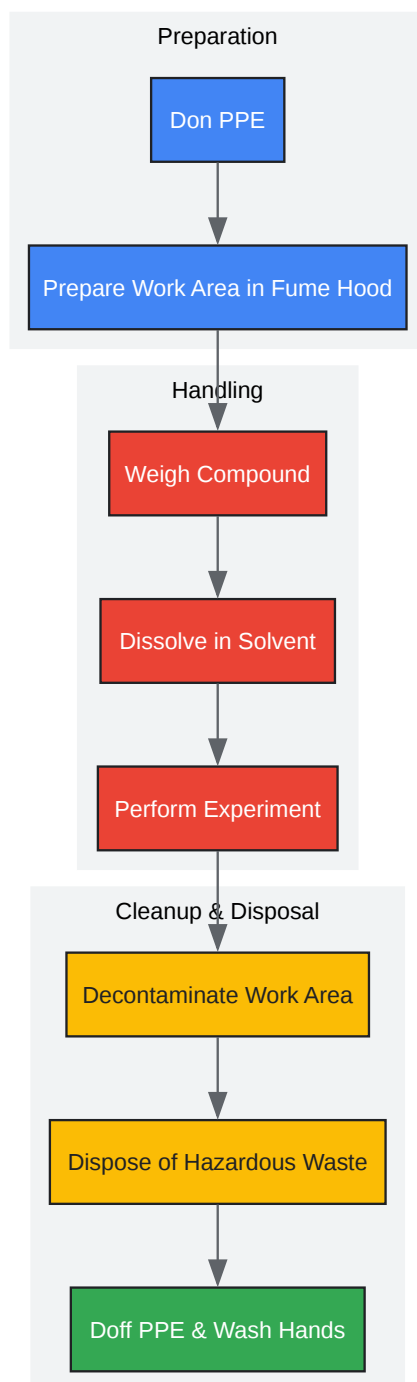 Preparation
Don PPE
Prepare Work Area in Fume Hood
Handling
Weigh Compound
Dissolve in Solvent
Perform Experiment
Cleanup & Disposal
Decontaminate Work Area
Dispose of Hazardous Waste
Doff PPE & Wash Hands